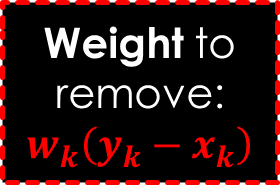 Weight to
remove:
wₖ(yₖ − xₖ)